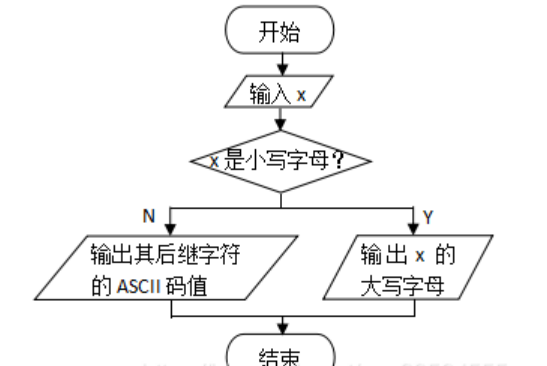 开始
输入 x
x 是小写字母？
N
Y
输出其后继字符
的 ASCII 码值
输出 x 的
大写字母
结束